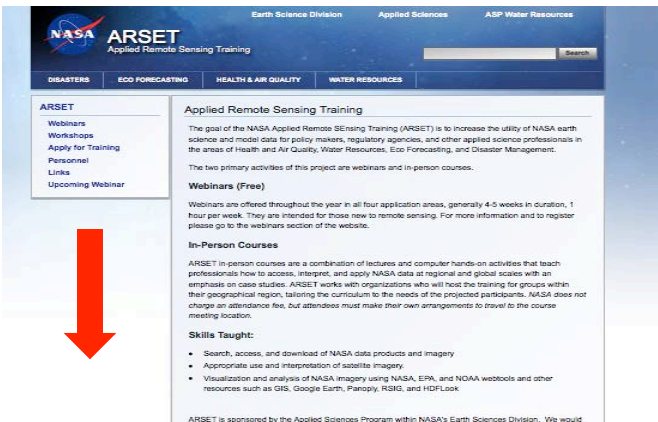 Earth Science Division Applied Sciences ASP Water Resources
NASA
ARSET
Applied Remote Sensing Training
Search
DISASTERS ECO FORECASTING HEALTH & AIR QUALITY WATER RESOURCES
ARSET
Webinars
Workshops
Apply for Training
Personnel
Links
Upcoming Webinar
Applied Remote Sensing Training
The goal of the NASA Applied Remote SEnsing Training (ARSET) is to increase the utility of NASA earth
science and model data for policy makers, regulatory agencies, and other applied science professionals in
the areas of Health and Air Quality, Water Resources, Eco Forecasting, and Disaster Management.
The two primary activities of this project are webinars and in-person courses.
Webinars (Free)
Webinars are offered throughout the year in all four application areas, generally 4-5 weeks in duration, 1
hour per week. They are intended for those new to remote sensing. For more information and to register
please go to the webinars section of the website.
In-Person Courses
ARSET in-person courses are a combination of lectures and computer hands-on activities that teach
professionals how to access, interpret, and apply NASA data at regional and global scales with an
emphasis on case studies. ARSET works with organizations who will host the training for groups within
their geographical region, tailoring the curriculum to the needs of the projected participants. NASA does not
charge an attendance fee, but attendees must make their own arrangements to travel to the course
meeting location.
Skills Taught:
• Search, access, and download of NASA data products and imagery
• Appropriate use and interpretation of satellite imagery.
• Visualization and analysis of NASA imagery using NASA, EPA, and NOAA webtools and other
resources such as GIS, Google Earth, Panoply, RSIG, and HDFLook
ARSET is sponsored by the Applied Sciences Program within NASA's Earth Sciences Division. We would